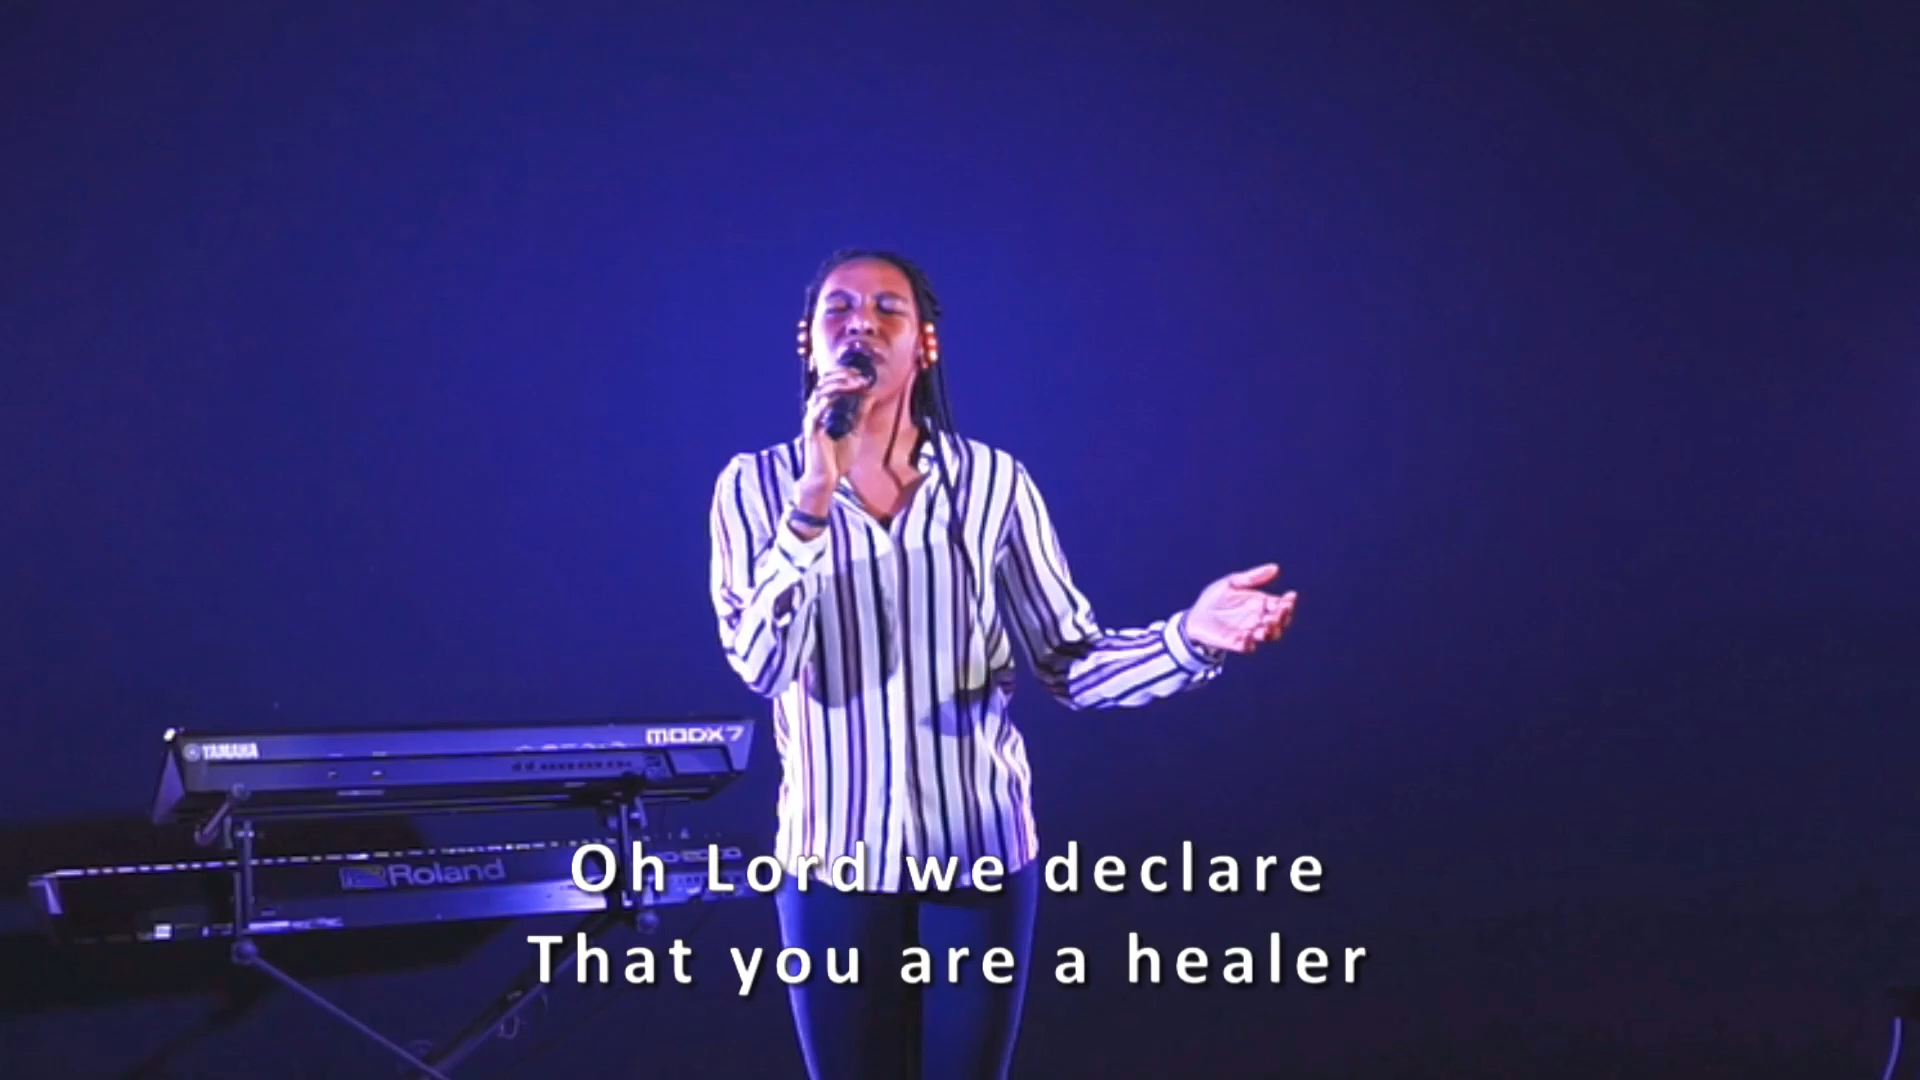 YAMAHA
MODX7
Roland
Oh Lord we declare
That you are a healer